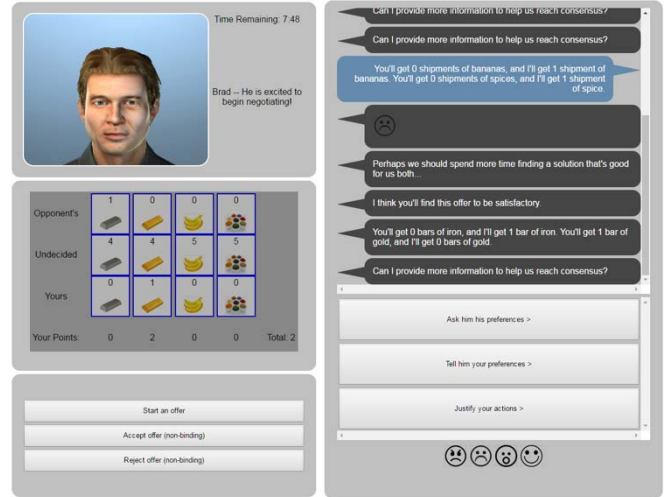 Time Remaining: 7:48
Brad -- He is excited to
begin negotiating!
Opponent's
1 0 0 0
Undecided
4 4 5 5
Yours
0 1 0 0
Your Points: 0 2 0 0 Total: 2
Start an offer
Accept offer (non-binding)
Reject offer (non-binding)
Can I provide more information to help us reach consensus?
Can I provide more information to help us reach consensus?
You'll get 0 shipments of bananas, and I'll get 1 shipment of
bananas. You'll get 0 shipments of spices, and I'll get 1 shipment
of spice.
Perhaps we should spend more time finding a solution that's good
for us both...
I think you'll find this offer to be satisfactory.
You'll get 0 bars of iron, and I'll get 1 bar of iron. You'll get 1 bar of
gold, and I'll get 0 bars of gold.
Can I provide more information to help us reach consensus?
Ask him his preferences >
Tell him your preferences >
Justify your actions >